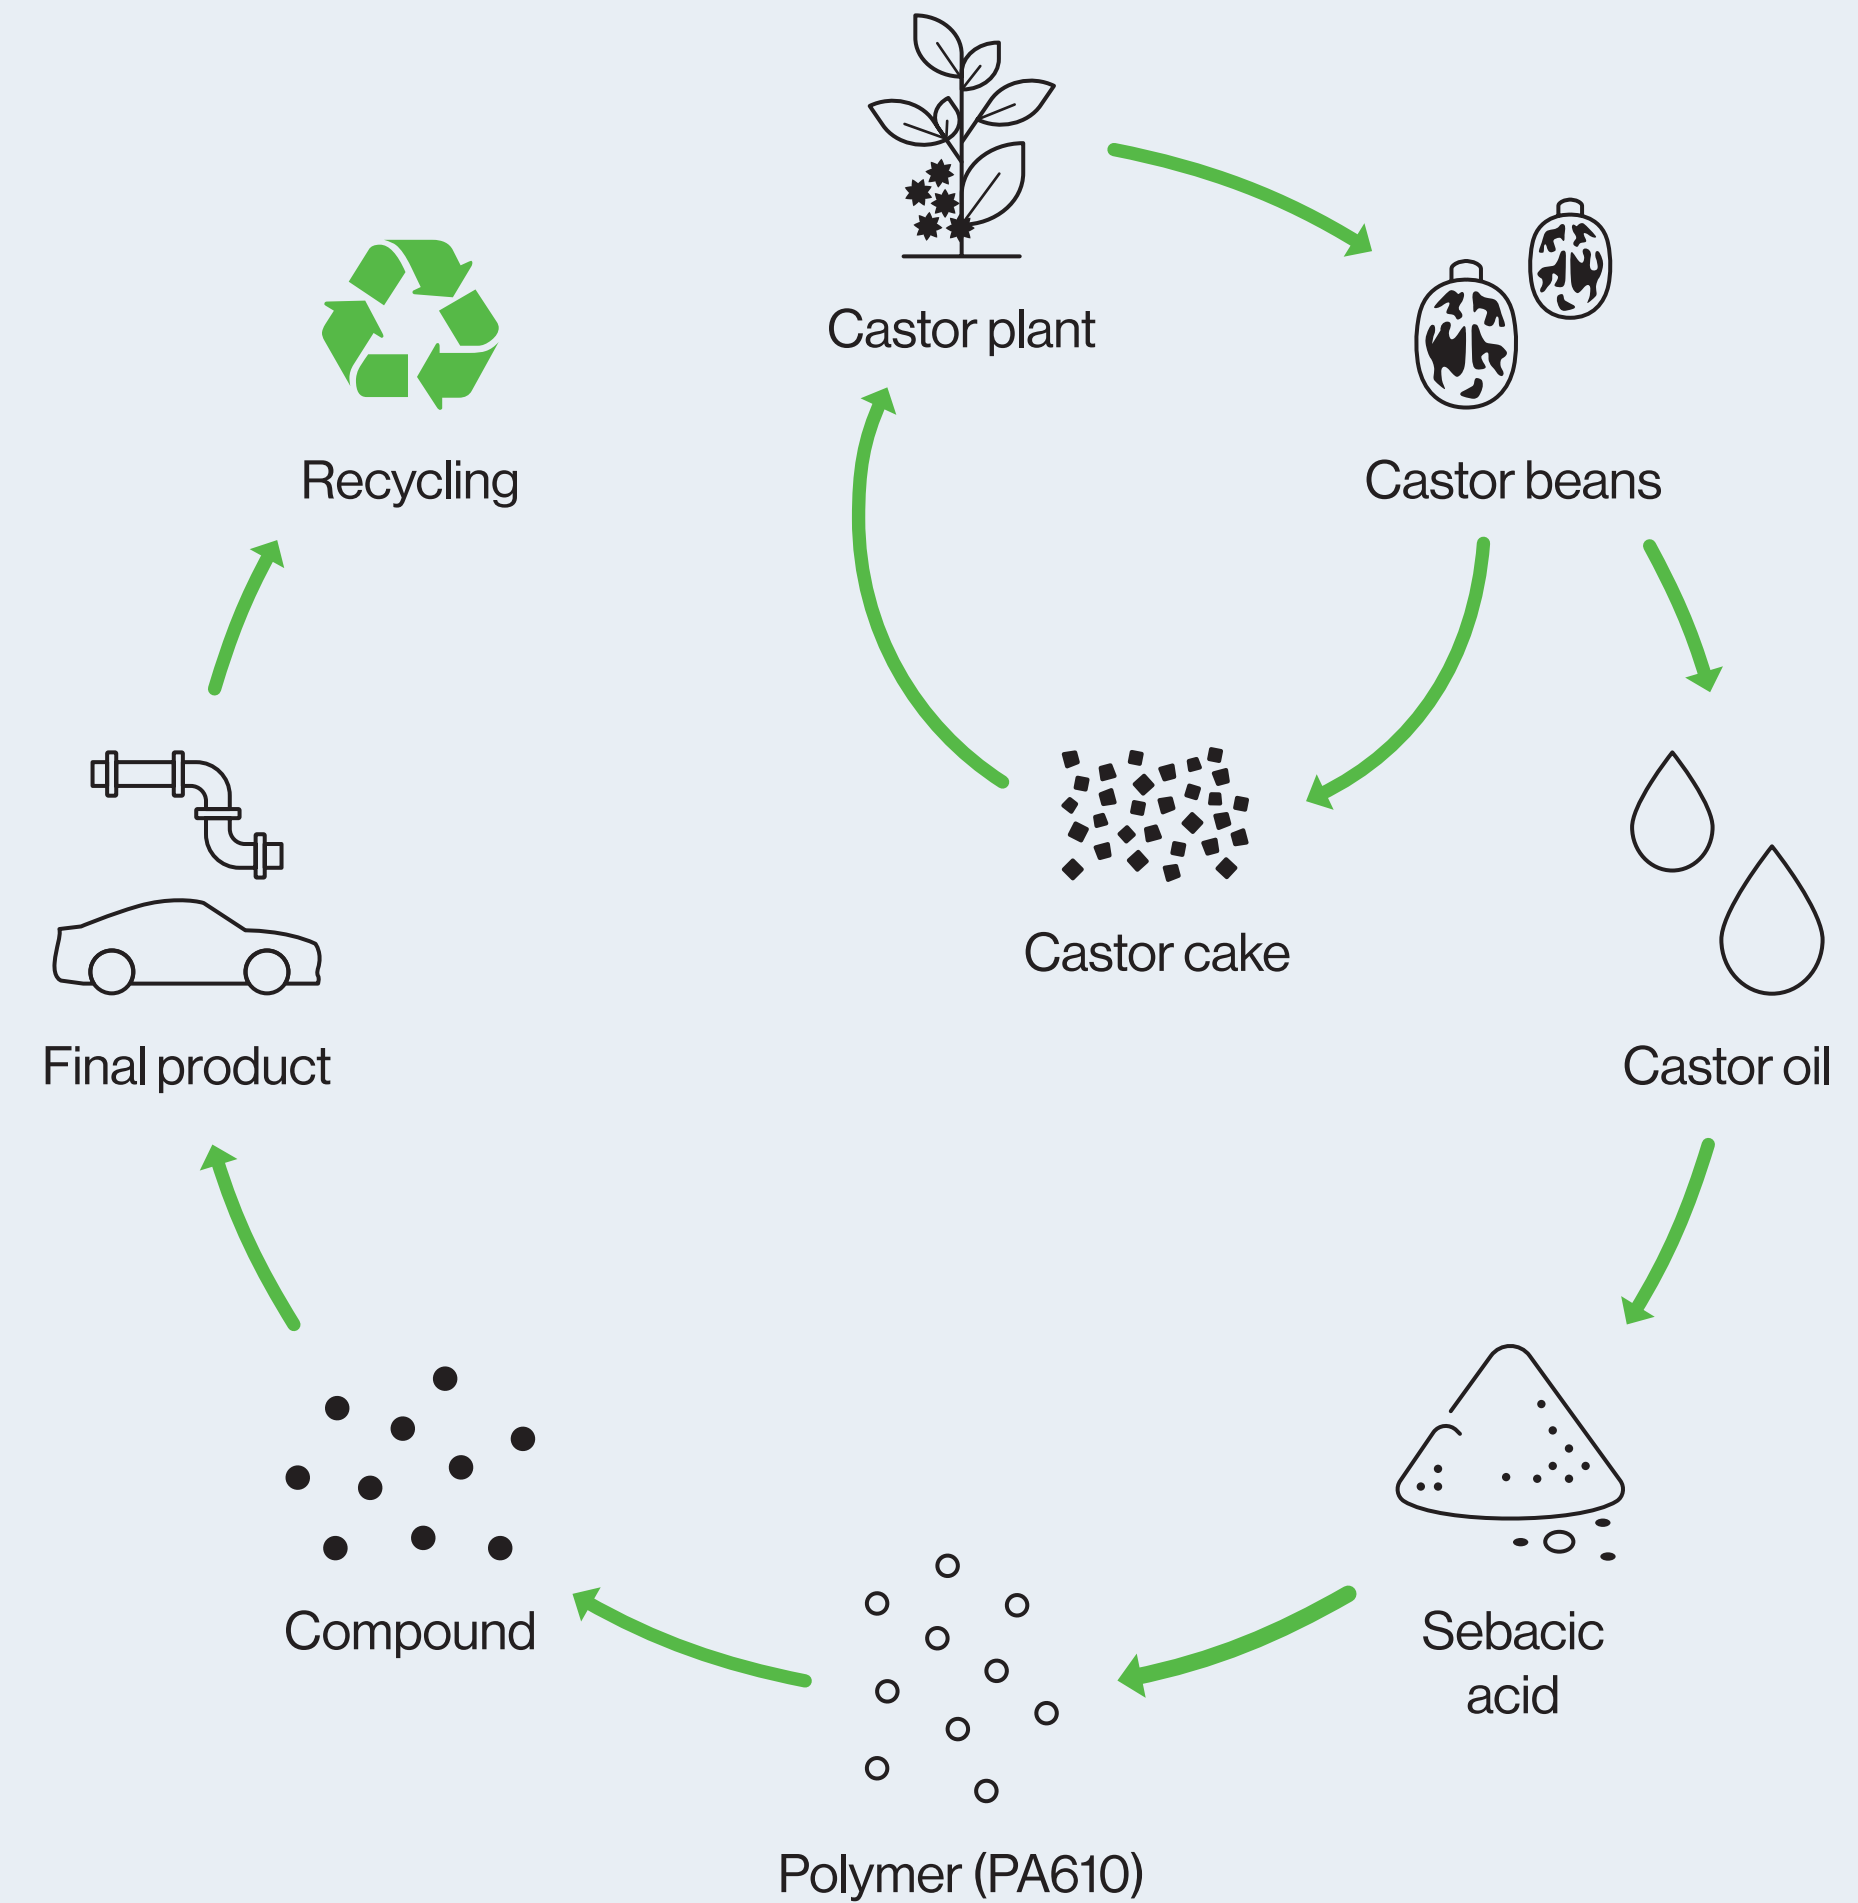 Castor plant
Castor beans
Recycling
Castor cake
Castor oil
Final product
Sebacic
acid
Compound
Polymer (PA610)